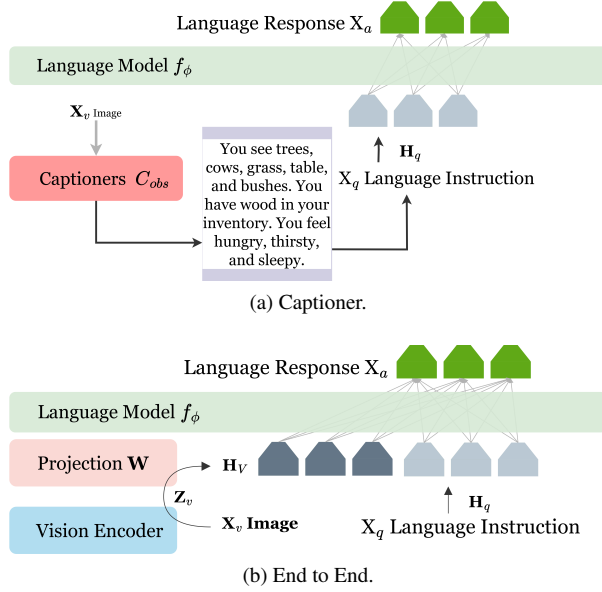 Language Response X_a
Language Model f_ϕ
X_v Image
Captioners C_obs
You see trees,
cows, grass, table,
and bushes. You
have wood in your
inventory. You feel
hungry, thirsty,
and sleepy.
H_q
X_q Language Instruction
(a) Captioner.
Language Response X_a
Language Model f_ϕ
Projection W
H_V
Z_v
H_q
Vision Encoder
X_v Image
X_q Language Instruction
(b) End to End.